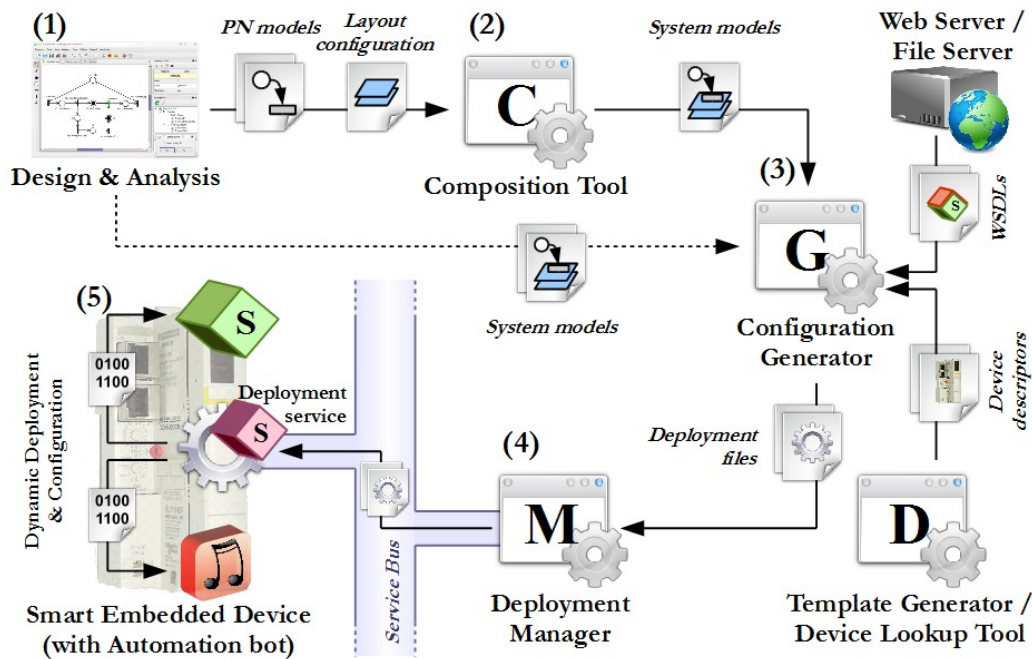 (1)
PN models
Layout
configuration
(2)
System models
Web Server /
File Server
C
Design & Analysis
Composition Tool
(3)
S
WSDLs
G
System models
Configuration
Generator
Device
descriptors
(5)
S
0100
1100
Deployment
service
S
Dynamic Deployment
& Configuration
0100
1100
Deployment
files
(4)
M
D
Service Bus
Smart Embedded Device
(with Automation bot)
Deployment
Manager
Template Generator /
Device Lookup Tool